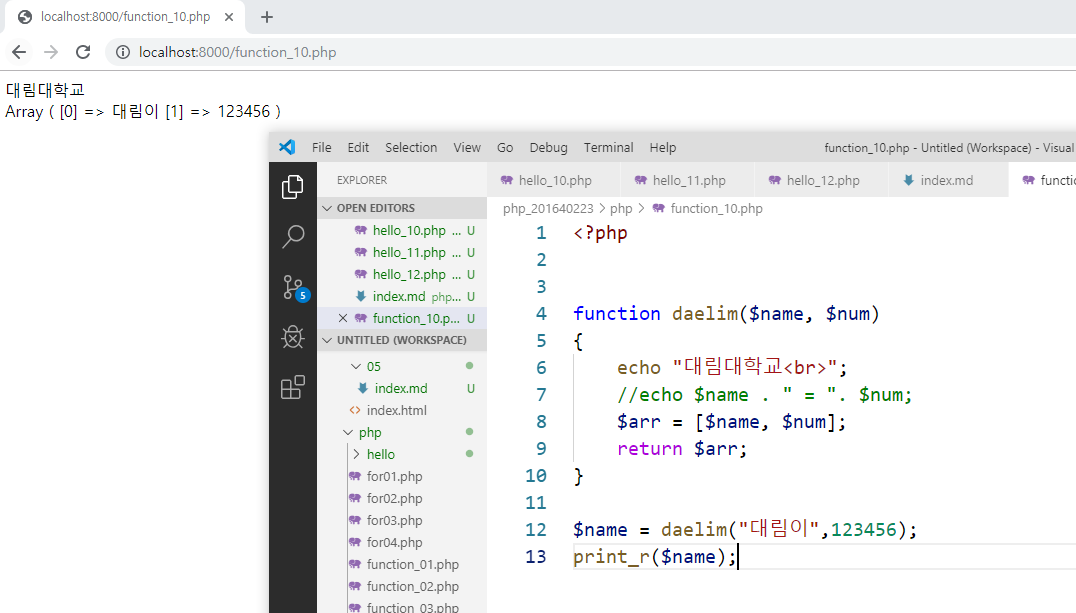 localhost:8000/function_10.php
localhost:8000/function_10.php
대림대학교
Array ( [0] => 대림이 [1] => 123456 )
File Edit Selection View Go Debug Terminal Help function_10.php - Untitled (Workspace) - Visual
EXPLORER
OPEN EDITORS
hello_10.php ... U
hello_11.php ... U
hello_12.php ... U
index.md php... U
function_10.p... U
UNTITLED (WORKSPACE)
05
index.md U
index.html
php
hello
for01.php
for02.php
for03.php
for04.php
function_01.php
function_02.php
function_03.php
5
hello_10.php hello_11.php hello_12.php index.md functi
php_201640223 > php > function_10.php
1 <?php
2
3
4 function daelim($name, $num)
5 {
6 echo "대림대학교<br>";
7 //echo $name . " = ". $num;
8 $arr = [$name, $num];
9 return $arr;
10 }
11
12 $name = daelim("대림이",123456);
13 print_r($name);